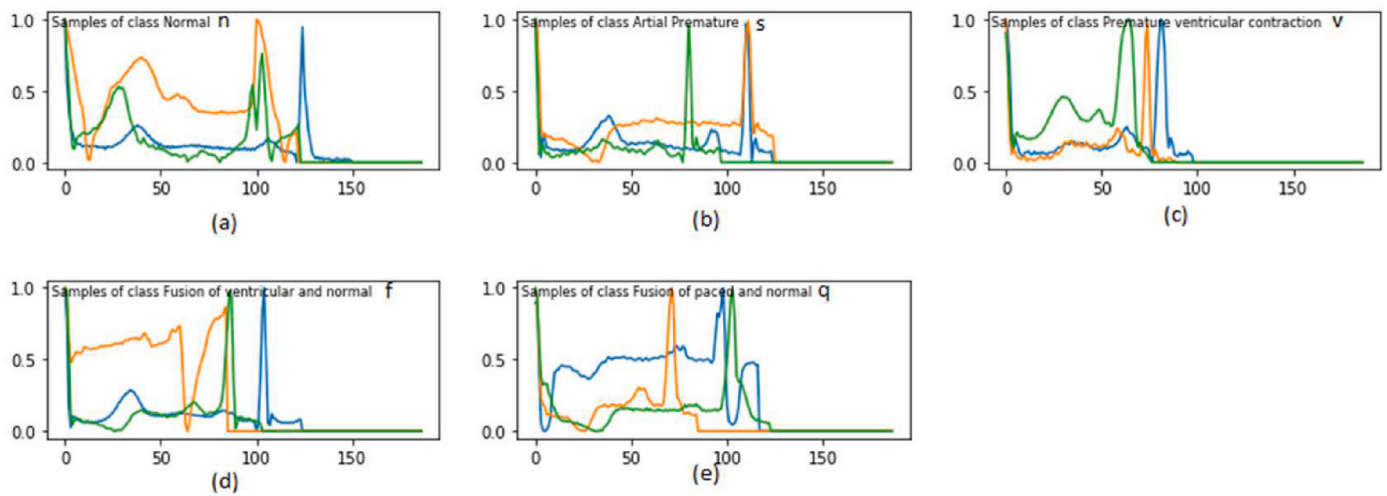 Samples of class Normal n
1.0
0.5
0.0
0 50 100 150
(a)
Samples of class Artial Premature s
1.0
0.5
0.0
0 50 100 150
(b)
Samples of class Premature ventricular contraction v
1.0
0.5
0.0
0 50 100 150
(c)
Samples of class Fusion of ventricular and normal f
1.0
0.5
0.0
0 50 100 150
(d)
Samples of class Fusion of paced and normal q
1.0
0.5
0.0
0 50 100 150
(e)